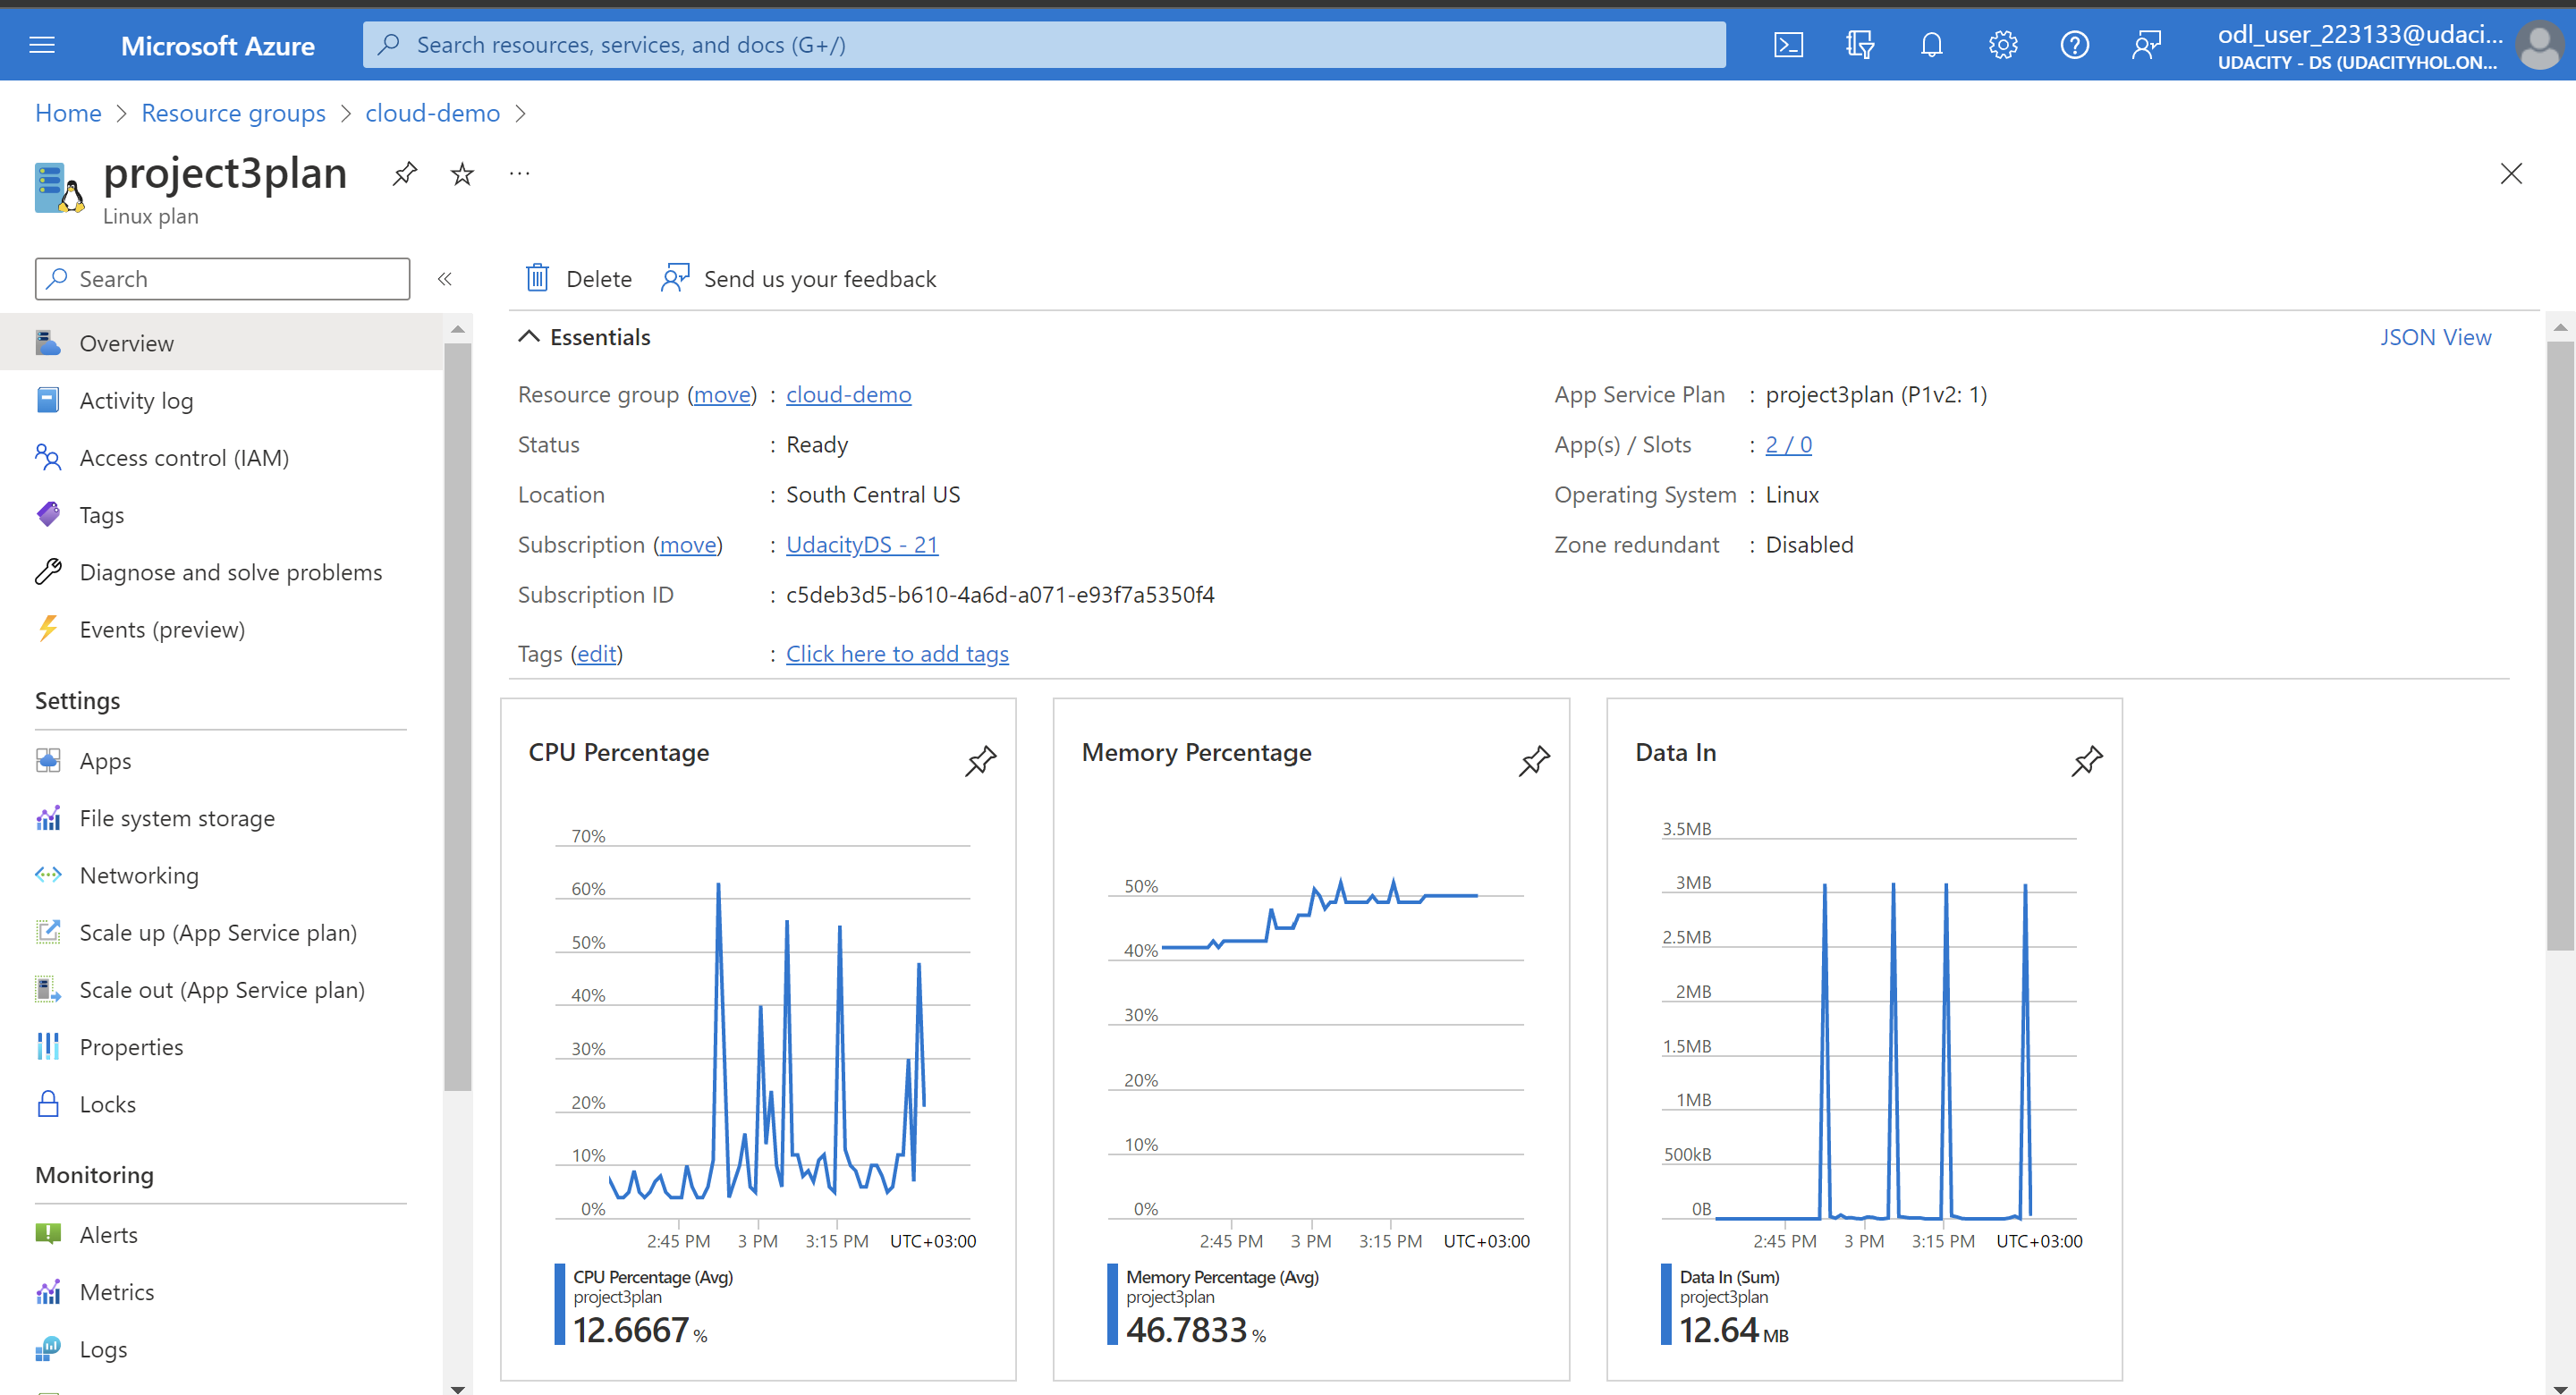 Microsoft Azure
Search resources, services, and docs (G+/)
odl_user_223133@udaci...
UDACITY - DS (UDACITYHOL.ON...
Home > Resource groups > cloud-demo >
project3plan
Linux plan
Search
«
Delete
Send us your feedback
Overview
Activity log
Access control (IAM)
Tags
Diagnose and solve problems
Events (preview)
Settings
Apps
File system storage
Networking
Scale up (App Service plan)
Scale out (App Service plan)
Properties
Locks
Monitoring
Alerts
Metrics
Logs
Essentials
JSON View
Resource group (move) : cloud-demo
Status : Ready
Location : South Central US
Subscription (move) : UdacityDS - 21
Subscription ID : c5deb3d5-b610-4a6d-a071-e93f7a5350f4
Tags (edit) : Click here to add tags
App Service Plan : project3plan (P1v2: 1)
App(s) / Slots : 2 / 0
Operating System : Linux
Zone redundant : Disabled
CPU Percentage
70%
60%
50%
40%
30%
20%
10%
0%
2:45 PM 3 PM 3:15 PM UTC+03:00
CPU Percentage (Avg)
project3plan
12.6667 %
Memory Percentage
50%
40%
30%
20%
10%
0%
2:45 PM 3 PM 3:15 PM UTC+03:00
Memory Percentage (Avg)
project3plan
46.7833 %
Data In
3.5MB
3MB
2.5MB
2MB
1.5MB
1MB
500kB
0B
2:45 PM 3 PM 3:15 PM UTC+03:00
Data In (Sum)
project3plan
12.64 MB